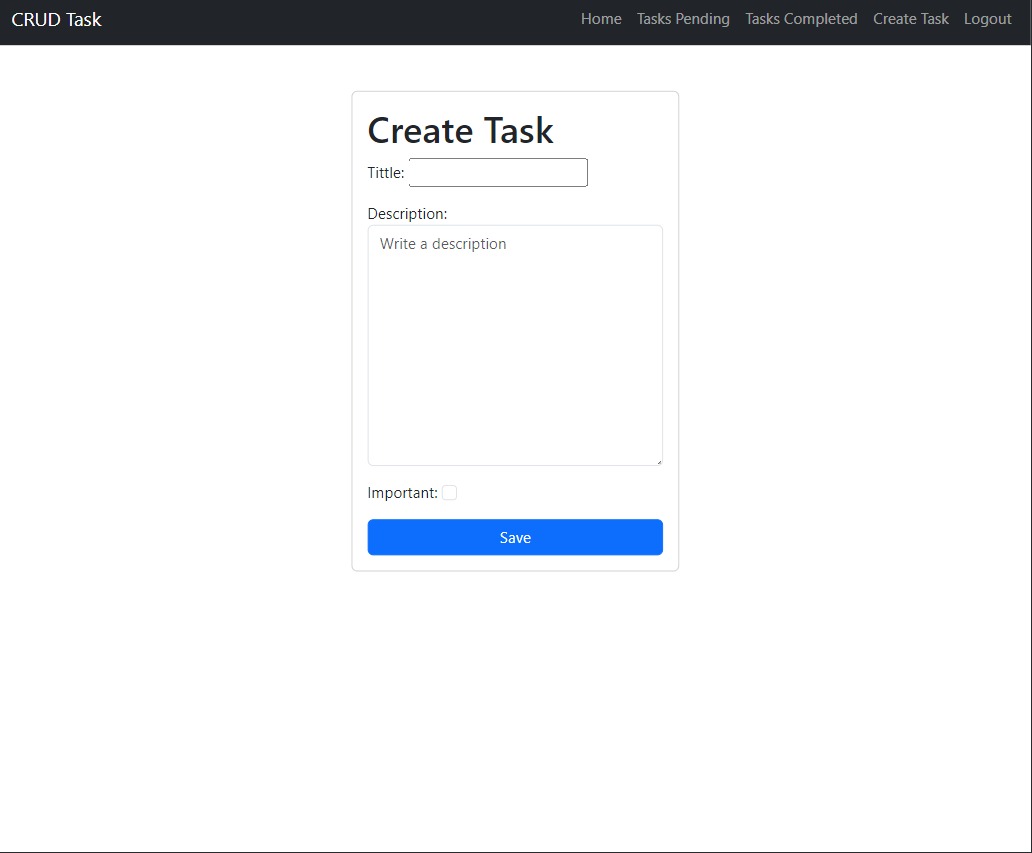 CRUD Task Home Tasks Pending Tasks Completed Create Task Logout
Create Task
Tittle:
Description:
Write a description
Important:
Save